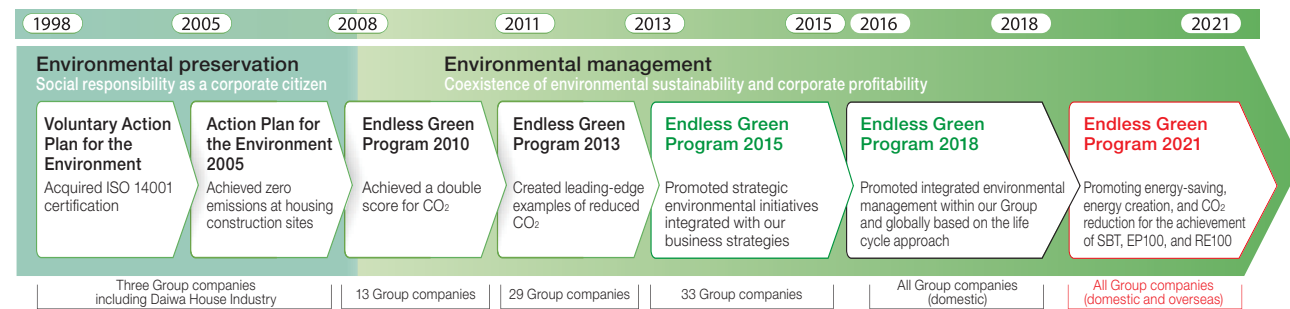 1998 2005 2008 2011 2013 2015 2016 2018 2021
Environmental preservation
Social responsibility as a corporate citizen
Environmental management
Coexistence of environmental sustainability and corporate profitability
Voluntary Action
Plan for the
Environment
Acquired ISO 14001
certification
Action Plan for
the Environment
2005
Achieved zero
emissions at housing
construction sites
Endless Green
Program 2010
Achieved a double
score for CO₂
Endless Green
Program 2013
Created leading-edge
examples of reduced
CO₂
Endless Green
Program 2015
Promoted strategic
environmental initiatives
integrated with our
business strategies
Endless Green
Program 2018
Promoted integrated environmental
management within our Group
and globally based on the life
cycle approach
Endless Green
Program 2021
Promoting energy-saving,
energy creation, and CO₂
reduction for the achievement
of SBT, EP100, and RE100
Three Group companies
including Daiwa House Industry
13 Group companies
29 Group companies
33 Group companies
All Group companies
(domestic)
All Group companies
(domestic and overseas)